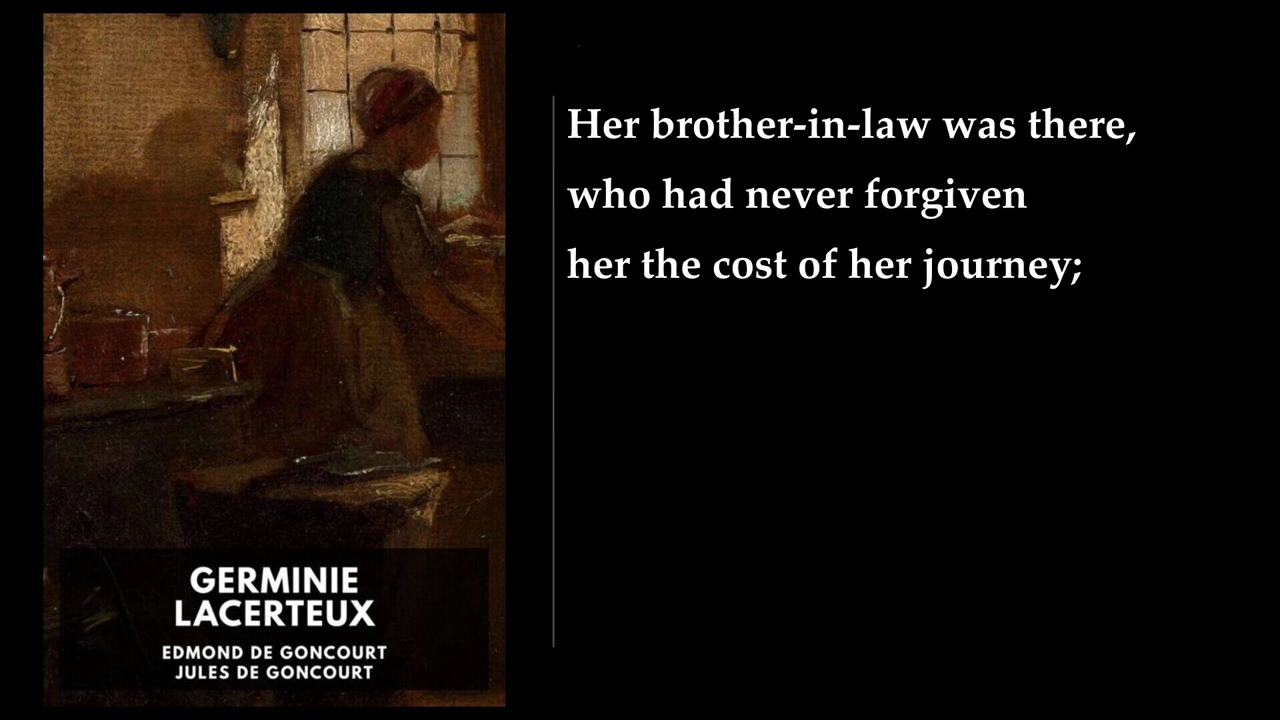 Her brother-in-law was there,
who had never forgiven
her the cost of her journey;
GERMINIE
LACERTEUX
EDMOND DE GONCOURT
JULES DE GONCOURT